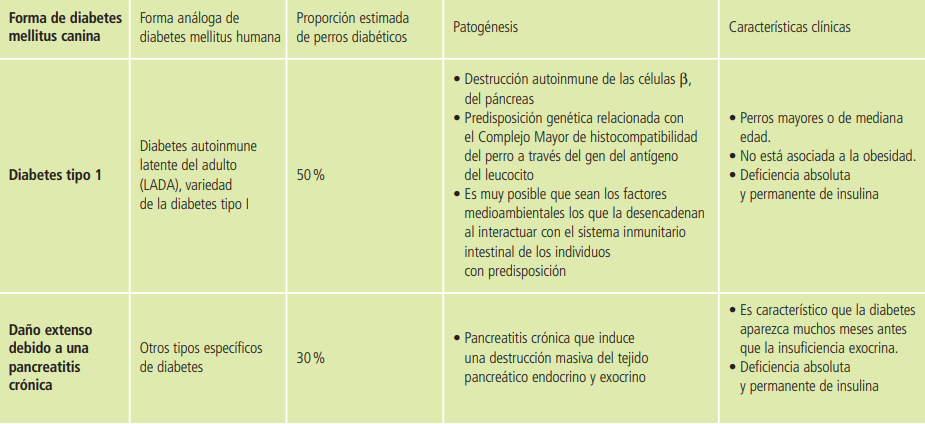 Forma de diabetes
mellitus canina
Forma análoga de
diabetes mellitus humana
Proporción estimada
de perros diabéticos
Patogénesis
Características clínicas
Diabetes tipo 1
Diabetes autoinmune
latente del adulto
(LADA), variedad
de la diabetes tipo I
50 %
• Destrucción autoinmune de las células β,
del páncreas
• Predisposición genética relacionada con
el Complejo Mayor de histocompatibilidad
del perro a través del gen del antígeno
del leucocito
• Es muy posible que sean los factores
medioambientales los que la desencadenan
al interactuar con el sistema inmunitario
intestinal de los individuos
con predisposición
• Perros mayores o de mediana
edad.
• No está asociada a la obesidad.
• Deficiencia absoluta
y permanente de insulina
Daño extenso
debido a una
pancreatitis
crónica
Otros tipos específicos
de diabetes
30 %
• Pancreatitis crónica que induce
una destrucción masiva del tejido
pancreático endocrino y exocrino
• Es característico que la diabetes
aparezca muchos meses antes
que la insuficiencia exocrina.
• Deficiencia absoluta
y permanente de insulina